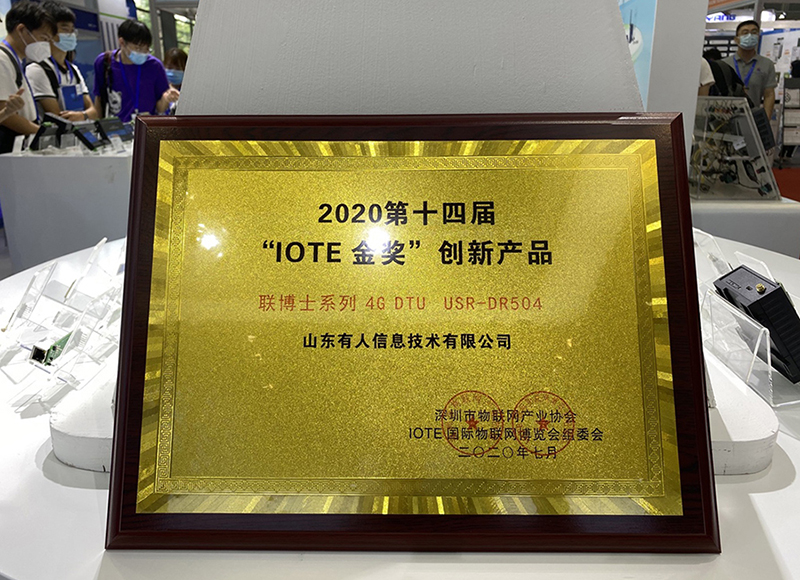 2020第十四届
“IOTE 金奖”创新产品
联博士系列 4G DTU USR-DR504
山东有人信息技术有限公司
深圳市物联网产业协会
IOTE 国际物联网博览会组委会
二〇二〇年七月